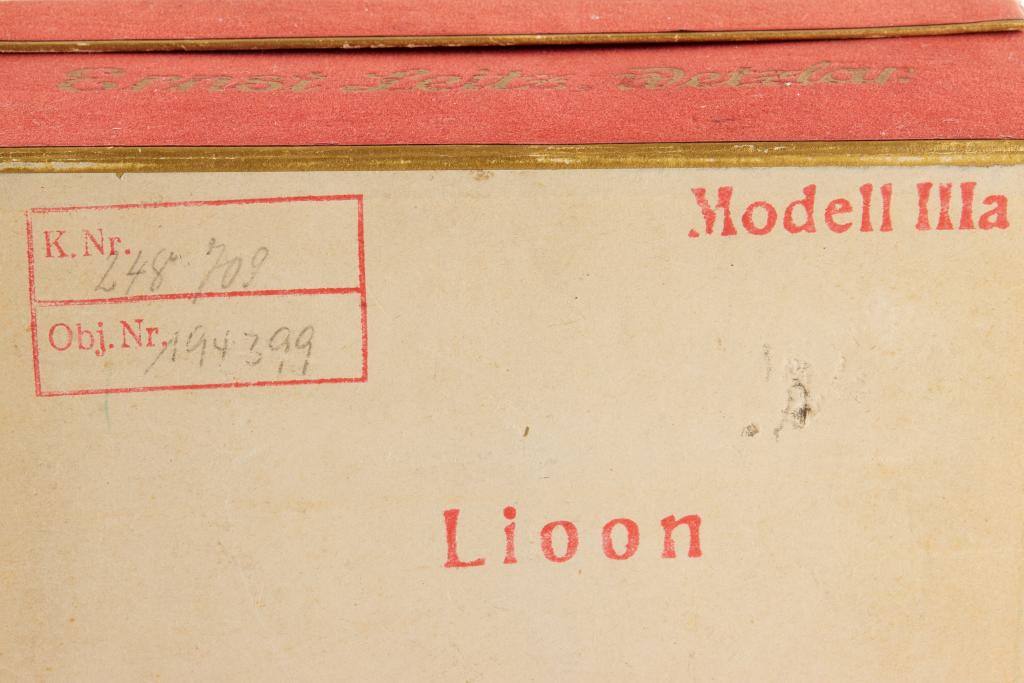 Ernst Leitz, Wetzlar.
Modell IIIa
K. Nr. 248 709
Obj. Nr. 194399
Lioon